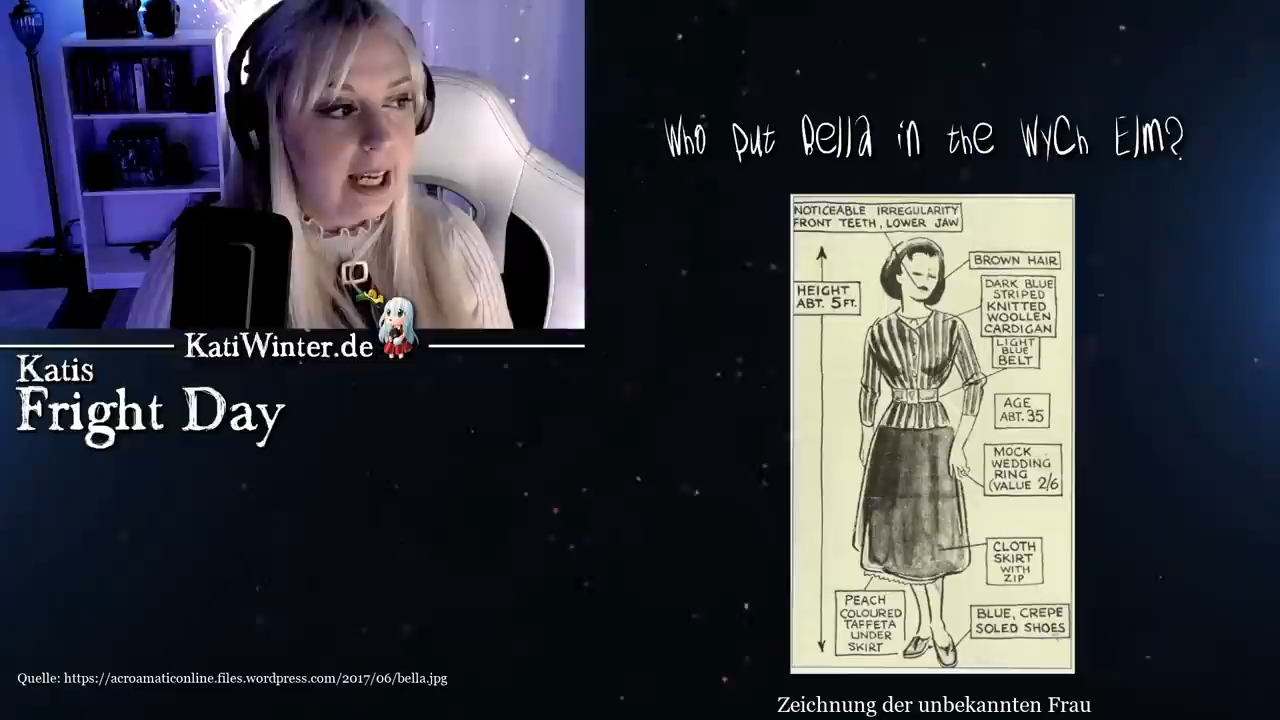 KatiWinter.de
Katis
Fright Day
Who put Bella in the Wych Elm?
NOTICEABLE IRREGULARITY
FRONT TEETH, LOWER JAW
BROWN HAIR
HEIGHT
ABT. 5FT.
DARK BLUE
STRIPED
KNITTED
WOOLLEN
CARDIGAN
LIGHT
BLUE
BELT
AGE
ABT. 35
MOCK
WEDDING
RING
(VALUE 2/6
CLOTH
SKIRT
WITH
ZIP
PEACH
COLOURED
TAFFETA
UNDER
SKIRT
BLUE, CREPE
SOLED SHOES
Quelle: https://acroamaticonline.files.wordpress.com/2017/06/bella.jpg
Zeichnung der unbekannten Frau